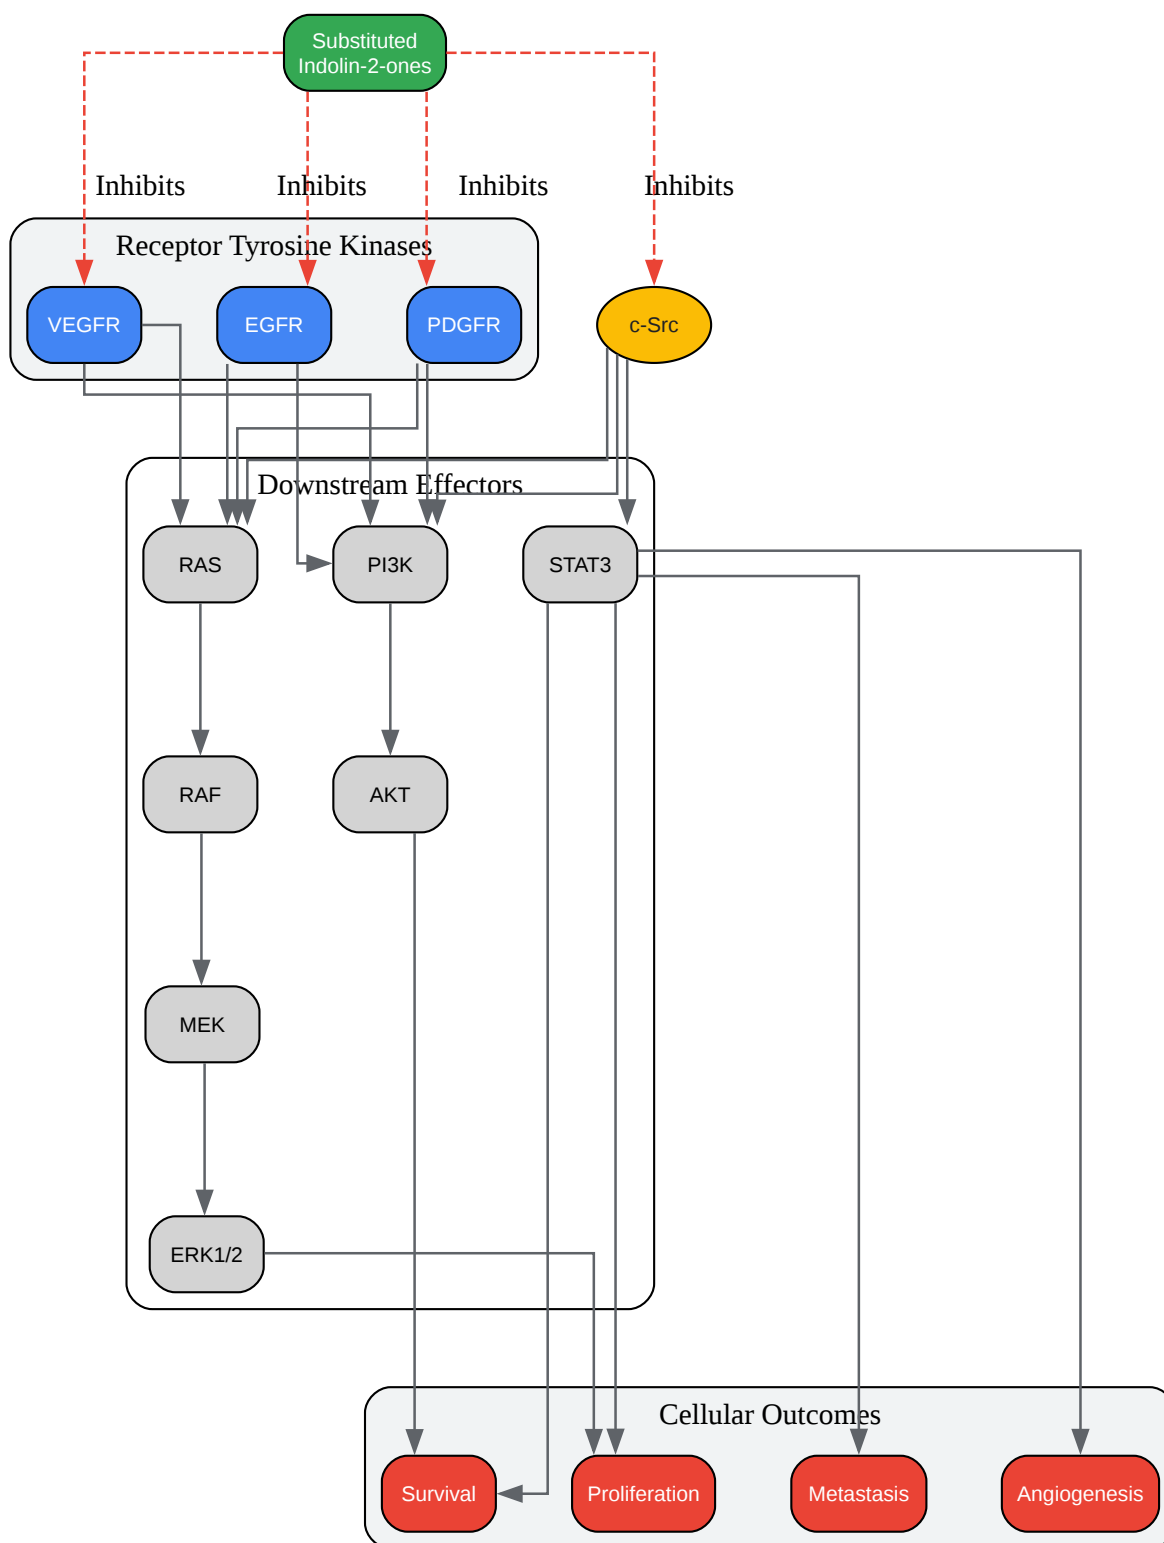 Substituted
Indolin-2-ones
Inhibits
Inhibits
Inhibits
Inhibits
Receptor Tyrosine Kinases
VEGFR
EGFR
PDGFR
c-Src
Downstream Effectors
RAS
PI3K
STAT3
RAF
AKT
MEK
ERK1/2
Cellular Outcomes
Survival
Proliferation
Metastasis
Angiogenesis